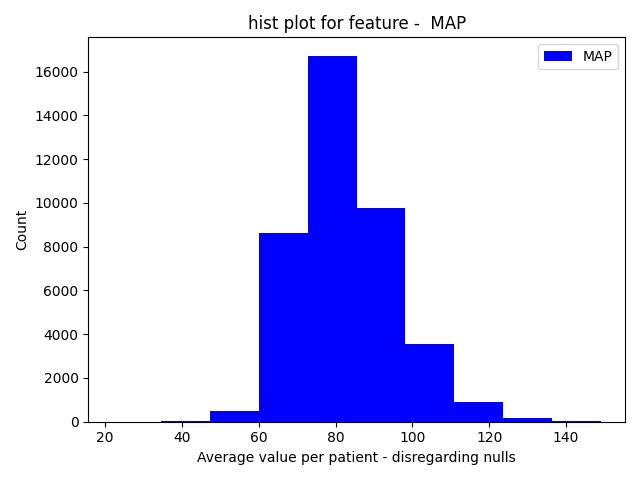 hist plot for feature -  MAP
MAP
16000
14000
12000
10000
8000
6000
4000
2000
0
Count
20 40 60 80 100 120 140
Average value per patient - disregarding nulls